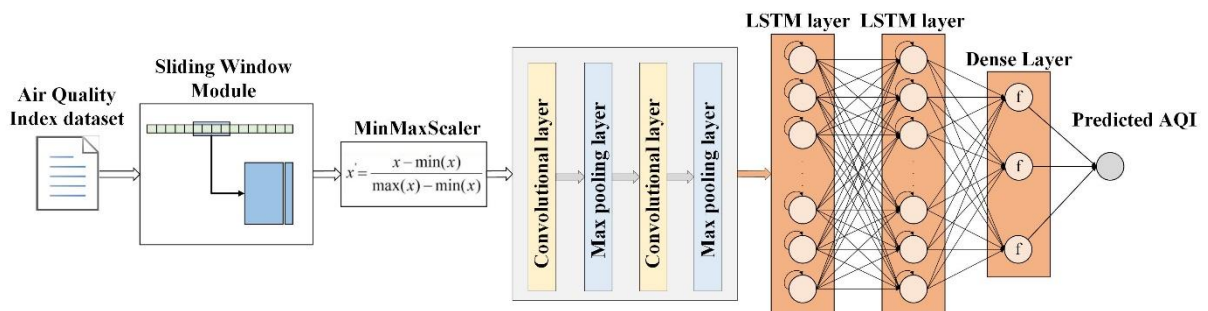 Air Quality
Index dataset
Sliding Window
Module
MinMaxScaler
x' = (x − min(x)) / (max(x) − min(x))
Convolutional layer
Max pooling layer
Convolutional layer
Max pooling layer
LSTM layer
LSTM layer
Dense Layer
f
f
f
Predicted AQI